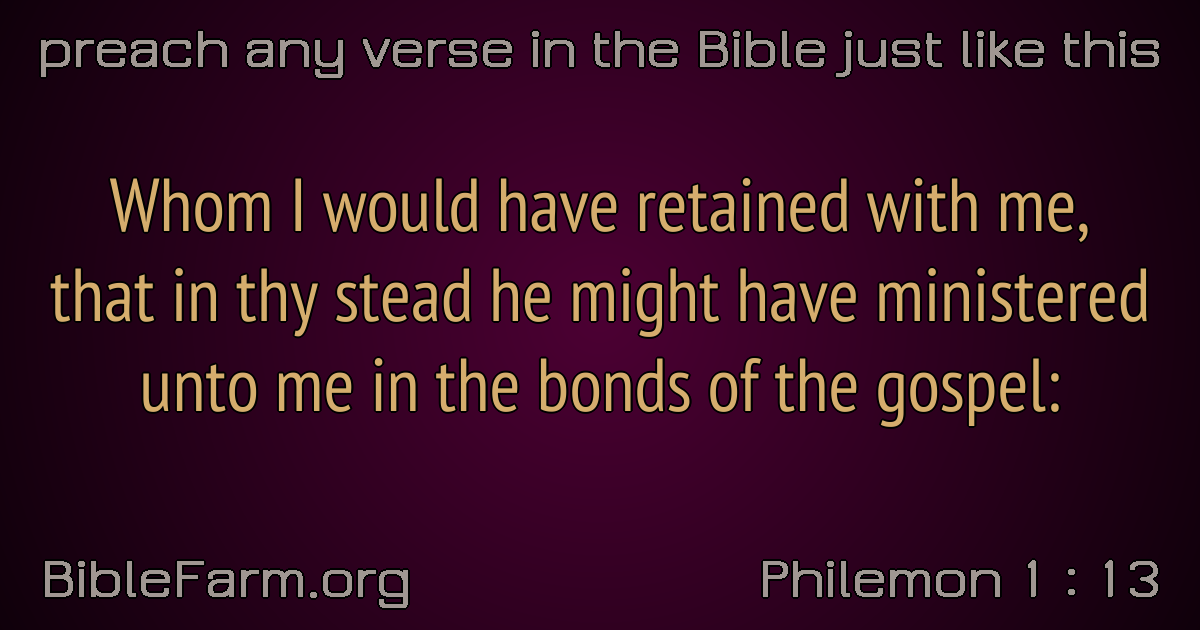 preach any verse in the Bible just like this
Whom I would have retained with me,
that in thy stead he might have ministered
unto me in the bonds of the gospel:
BibleFarm.org
Philemon 1 : 13